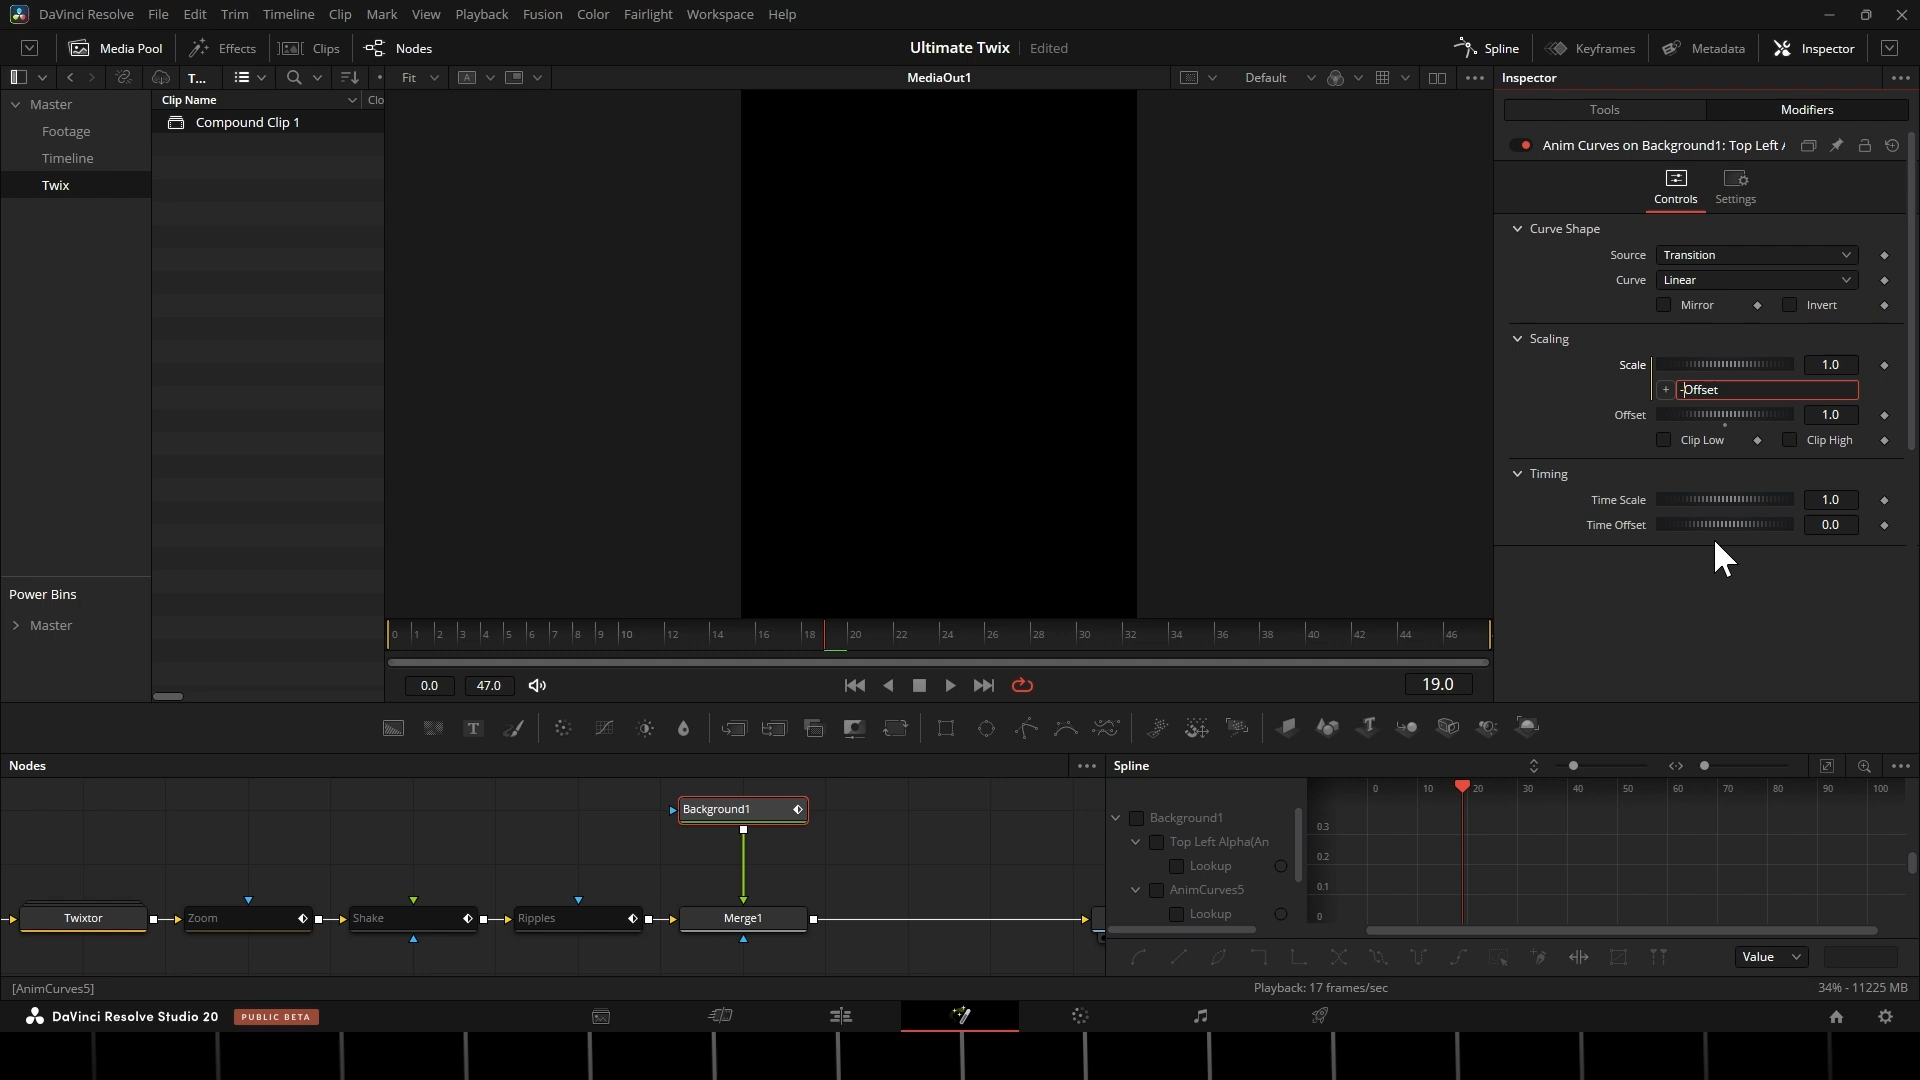 DaVinci Resolve File Edit Trim Timeline Clip Mark View Playback Fusion Color Fairlight Workspace Help
Media Pool Effects Clips Nodes Ultimate Twix Edited Spline Keyframes Metadata Inspector
T... Fit A MediaOut1 Default Inspector
Master Clip Name Clo
Compound Clip 1
Footage
Timeline
Twix
Tools Modifiers
Anim Curves on Background1: Top Left A
Controls Settings
Curve Shape
Source Transition
Curve Linear
Mirror Invert
Scaling
Scale 1.0
+ -Offset
Offset 1.0
Clip Low Clip High
Timing
Time Scale 1.0
Time Offset 0.0
Power Bins
Master
0 1 2 3 4 5 6 7 8 9 10 12 14 16 18 20 22 24 26 28 30 32 34 36 38 40 42 44 46
0.0 47.0 19.0
T T
Nodes
Background1
Twixtor Zoom Shake Ripples Merge1
Spline
0 10 20 30 40 50 60 70 80 90 100
Background1
0.3
Top Left Alpha(An
0.2
Lookup
0.1
AnimCurves5
Lookup
0
Value
[AnimCurves5] Playback: 17 frames/sec 34% - 11225 MB
DaVinci Resolve Studio 20 PUBLIC BETA